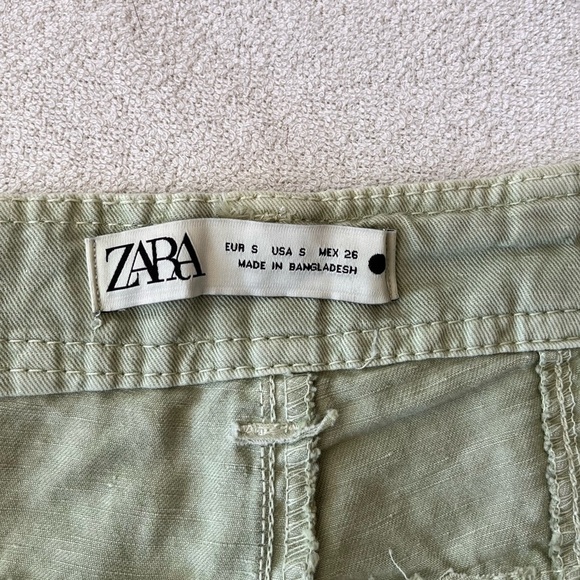 ZARA
EUR S USA S MEX 26
MADE IN BANGLADESH